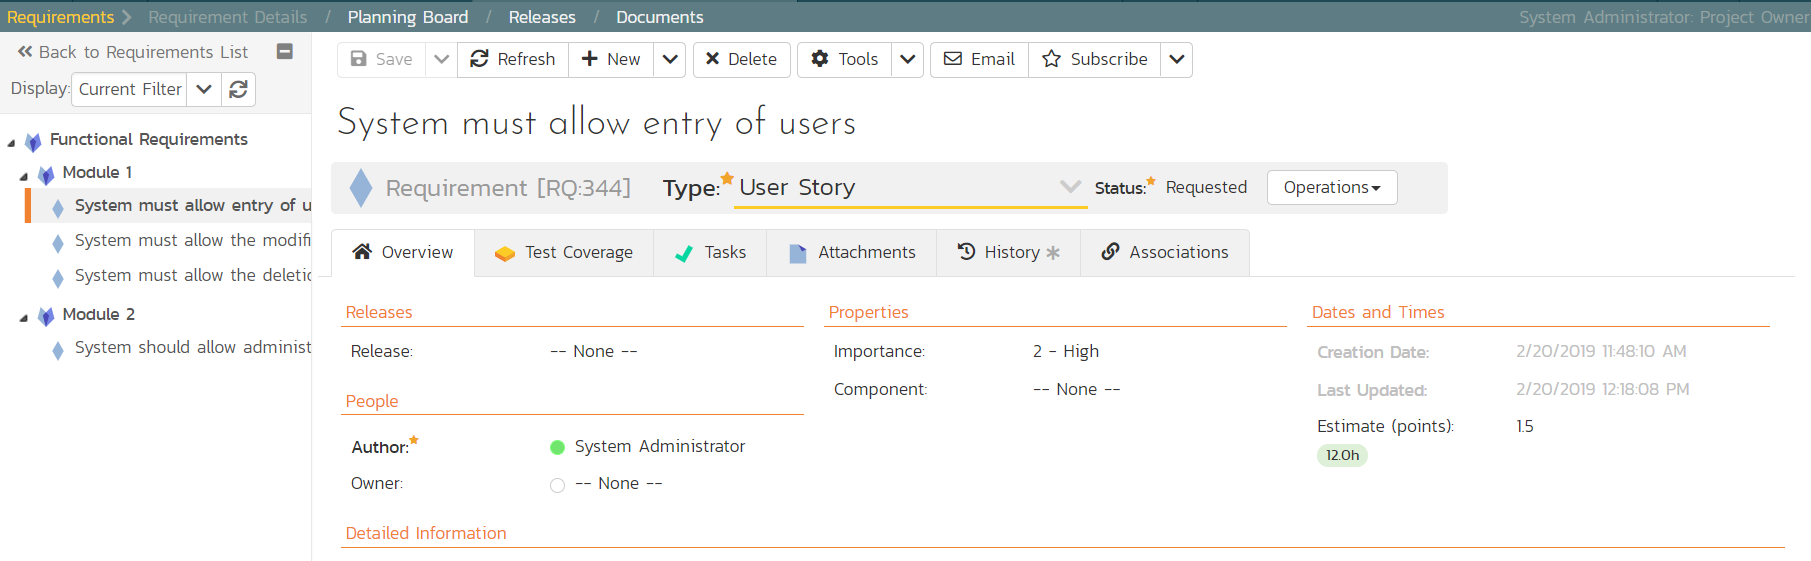 Requirements Requirement Details / Planning Board / Releases / Documents System Administrator: Project Owner
Back to Requirements List
Display: Current Filter
Functional Requirements
Module 1
System must allow entry of u
System must allow the modifi
System must allow the deletic
Module 2
System should allow administ
Save Refresh New Delete Tools Email Subscribe
System must allow entry of users
Requirement [RQ:344] Type: User Story Status: Requested Operations
Overview Test Coverage Tasks Attachments History Associations
Releases
Release: -- None --
People
Author: System Administrator
Owner: -- None --
Properties
Importance: 2 - High
Component: -- None --
Dates and Times
Creation Date: 2/20/2019 11:48:10 AM
Last Updated: 2/20/2019 12:18:08 PM
Estimate (points): 1.5
12.0h
Detailed Information